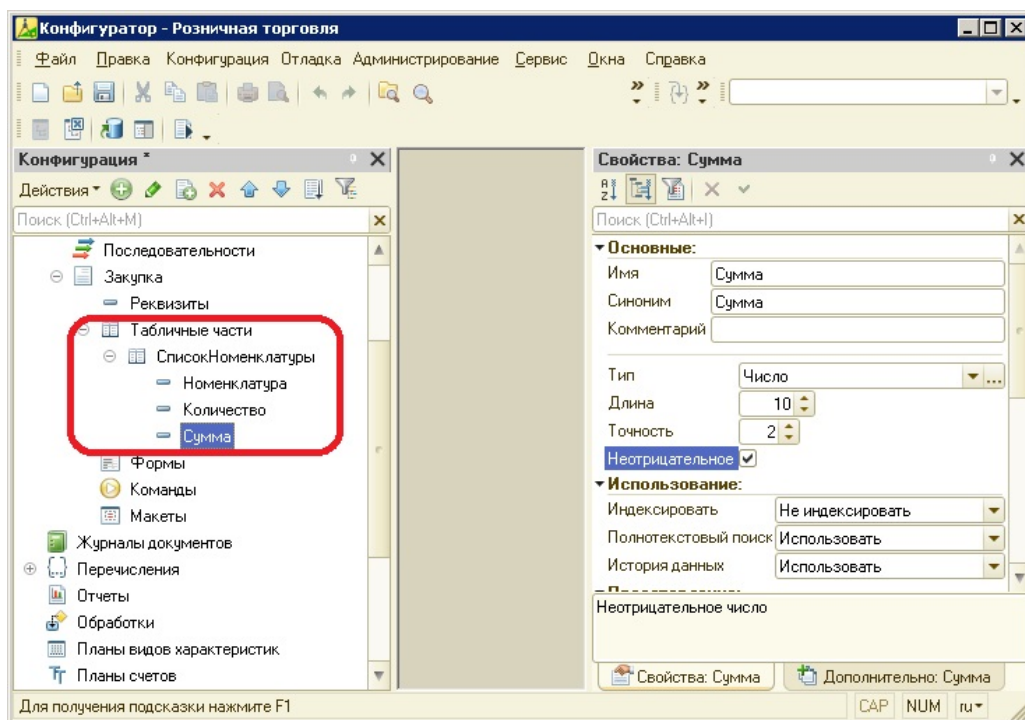 Конфигуратор - Розничная торговля
Файл Правка Конфигурация Отладка Администрирование Сервис Окна Справка
Конфигурация *
Действия
Поиск (Ctrl+Alt+M)
Последовательности
Закупка
Реквизиты
Табличные части
СписокНоменклатуры
Номенклатура
Количество
Сумма
Формы
Команды
Макеты
Журналы документов
Перечисления
Отчеты
Обработки
Планы видов характеристик
Планы счетов
Свойства: Сумма
Поиск (Ctrl+Alt+I)
Основные:
Имя Сумма
Синоним Сумма
Комментарий
Тип Число
Длина 10
Точность 2
Неотрицательное
Использование:
Индексировать Не индексировать
Полнотекстовый поиск Использовать
История данных Использовать
Неотрицательное число
Свойства: Сумма Дополнительно: Сумма
Для получения подсказки нажмите F1 CAP NUM ru